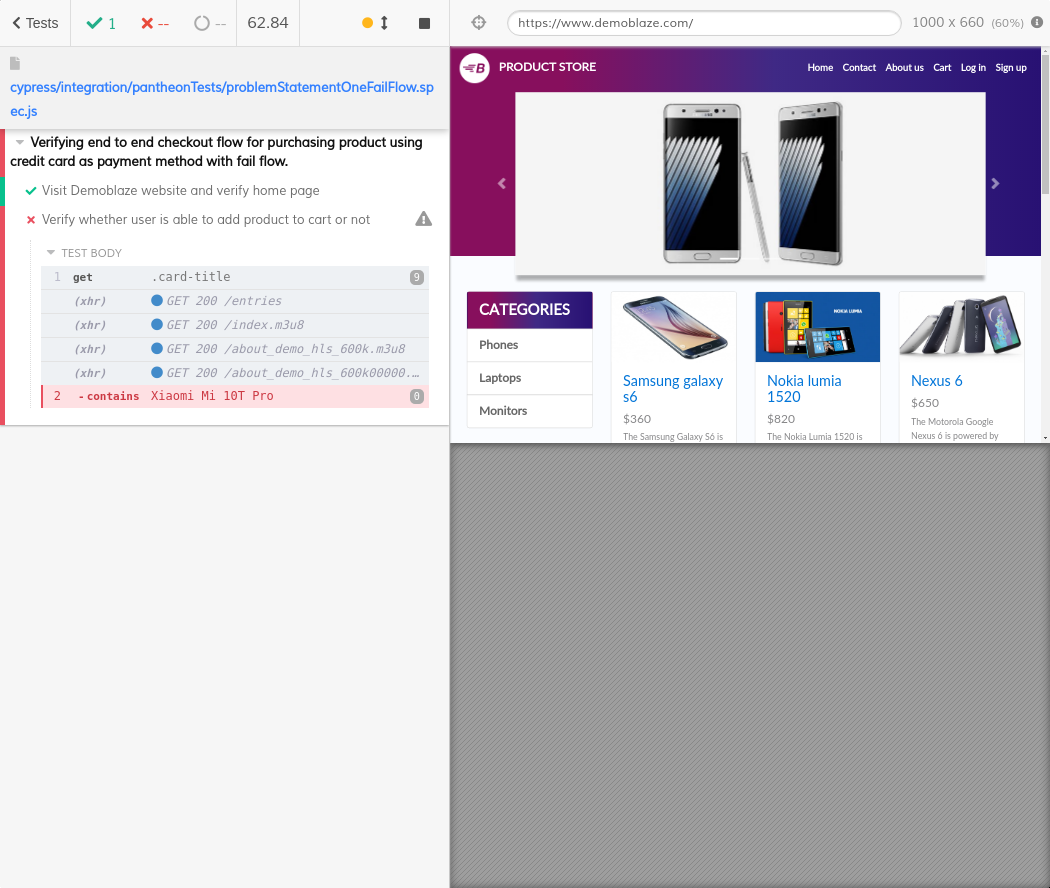 Tests
1
--
--
62.84
https://www.demoblaze.com/
1000 x 660 (60%)
cypress/integration/pantheonTests/problemStatementOneFailFlow.sp
ec.js
Verifying end to end checkout flow for purchasing product using
credit card as payment method with fail flow.
Visit Demoblaze website and verify home page
Verify whether user is able to add product to cart or not
TEST BODY
1 get .card-title 9
(xhr) GET 200 /entries
(xhr) GET 200 /index.m3u8
(xhr) GET 200 /about_demo_hls_600k.m3u8
(xhr) GET 200 /about_demo_hls_600k00000...
2 -contains Xiaomi Mi 10T Pro 0
B PRODUCT STORE
Home Contact About us Cart Log in Sign up
CATEGORIES
Phones
Laptops
Monitors
Samsung galaxy
s6
$360
The Samsung Galaxy S6 is
NOKIA LUMIA
Nokia lumia
1520
$820
The Nokia Lumia 1520 is
Nexus 6
$650
The Motorola Google
Nexus 6 is powered by